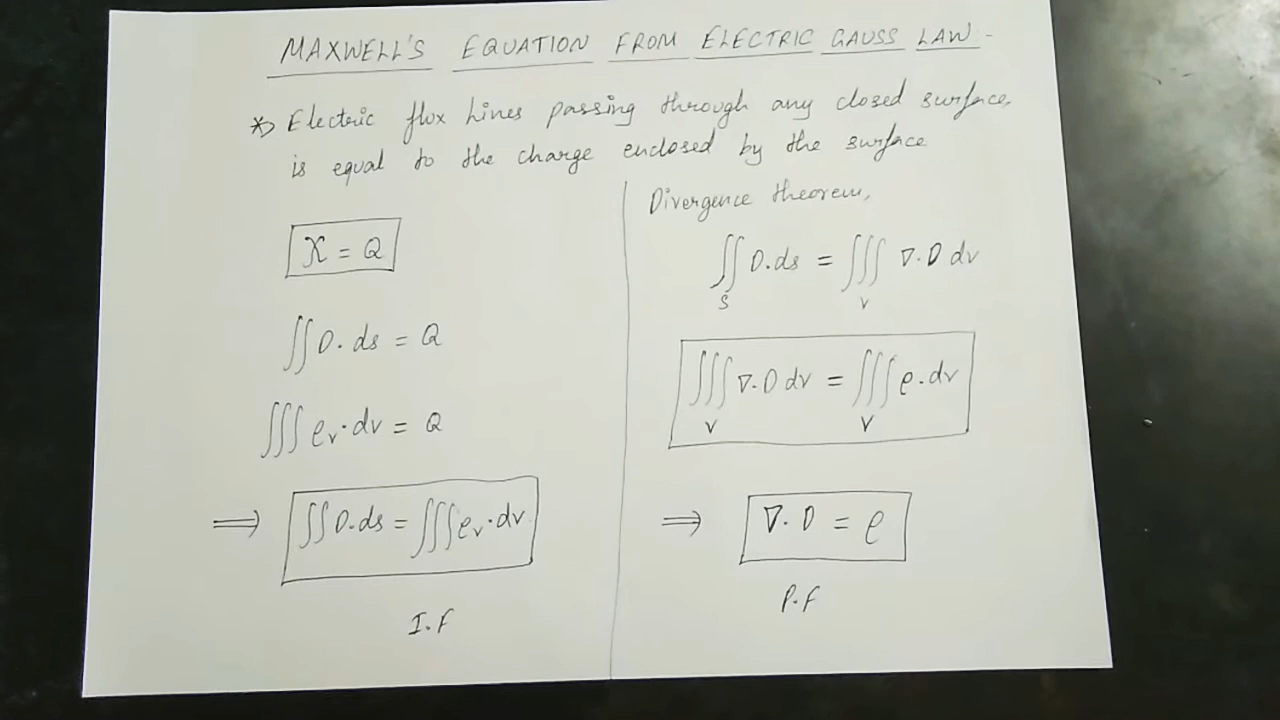 MAXWELL'S EQUATION FROM ELECTRIC GAUSS LAW -
*) Electric flux lines passing through any closed surface,
is equal to the charge enclosed by the surface
χ = Q
∬ D. ds = Q
∭ ρv·dv = Q
⟹ ∬ D.ds = ∭ ρv·dv
I.F
Divergence theorem,
∬S D.ds = ∭V ∇.D dv
∭V ∇.D dv = ∭V ρ.dv
⟹ ∇.D = ρ
P.F